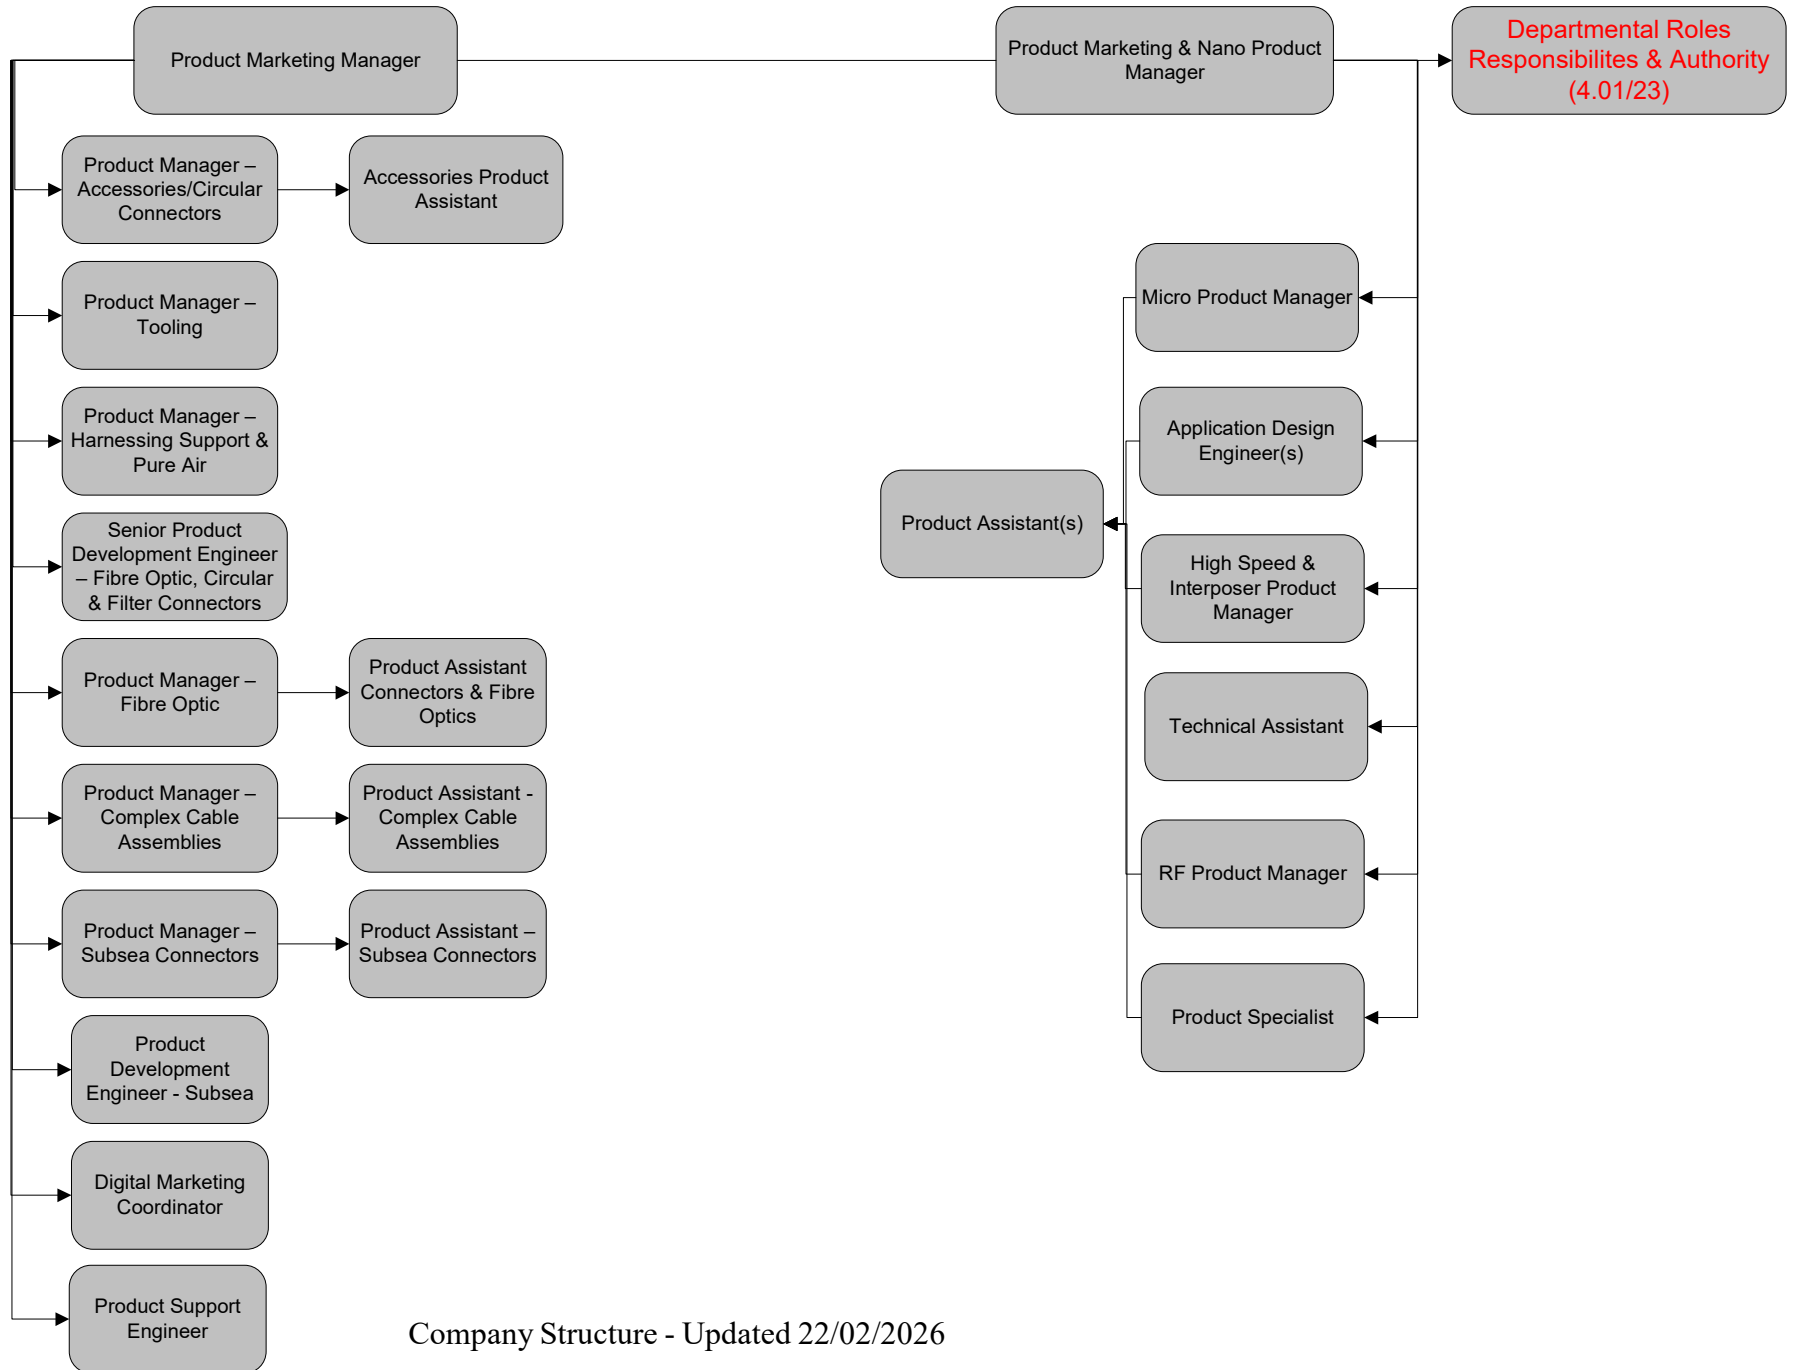 Product Marketing Manager
Product Marketing & Nano Product
Manager
Departmental Roles
Responsibilites & Authority
(4.01/23)
Product Manager –
Accessories/Circular
Connectors
Accessories Product
Assistant
Product Manager –
Tooling
Product Manager –
Harnessing Support &
Pure Air
Senior Product
Development Engineer
– Fibre Optic, Circular
& Filter Connectors
Product Manager –
Fibre Optic
Product Assistant
Connectors & Fibre
Optics
Product Manager –
Complex Cable
Assemblies
Product Assistant -
Complex Cable
Assemblies
Product Manager –
Subsea Connectors
Product Assistant –
Subsea Connectors
Product
Development
Engineer - Subsea
Digital Marketing
Coordinator
Product Support
Engineer
Micro Product Manager
Application Design
Engineer(s)
Product Assistant(s)
High Speed &
Interposer Product
Manager
Technical Assistant
RF Product Manager
Product Specialist
Company Structure - Updated 22/02/2026